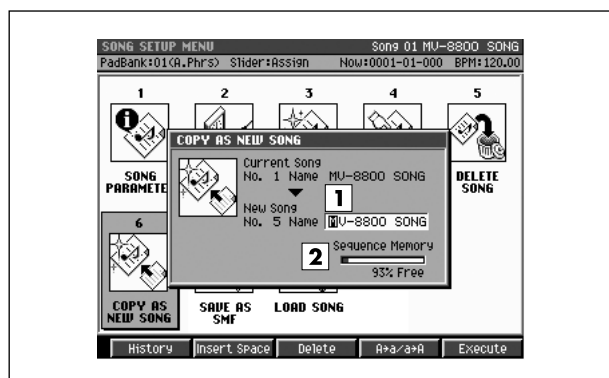 SONG SETUP MENU Song 01 MV-8800 SONG
PadBank:01(A.Phrs) Slider:Assign Now:0001-01-000 BPM:120.00
1 2 3 4 5
COPY AS NEW SONG
Current Song
No. 1 Name MV-8800 SONG
1
New Song
No. 5 Name MV-8800 SONG
2 Sequence Memory
93% Free
SONG
PARAMETE
DELETE
SONG
6
COPY AS
NEW SONG
SAVE AS
SMF
LOAD SONG
History Insert Space Delete A→a/a→A Execute